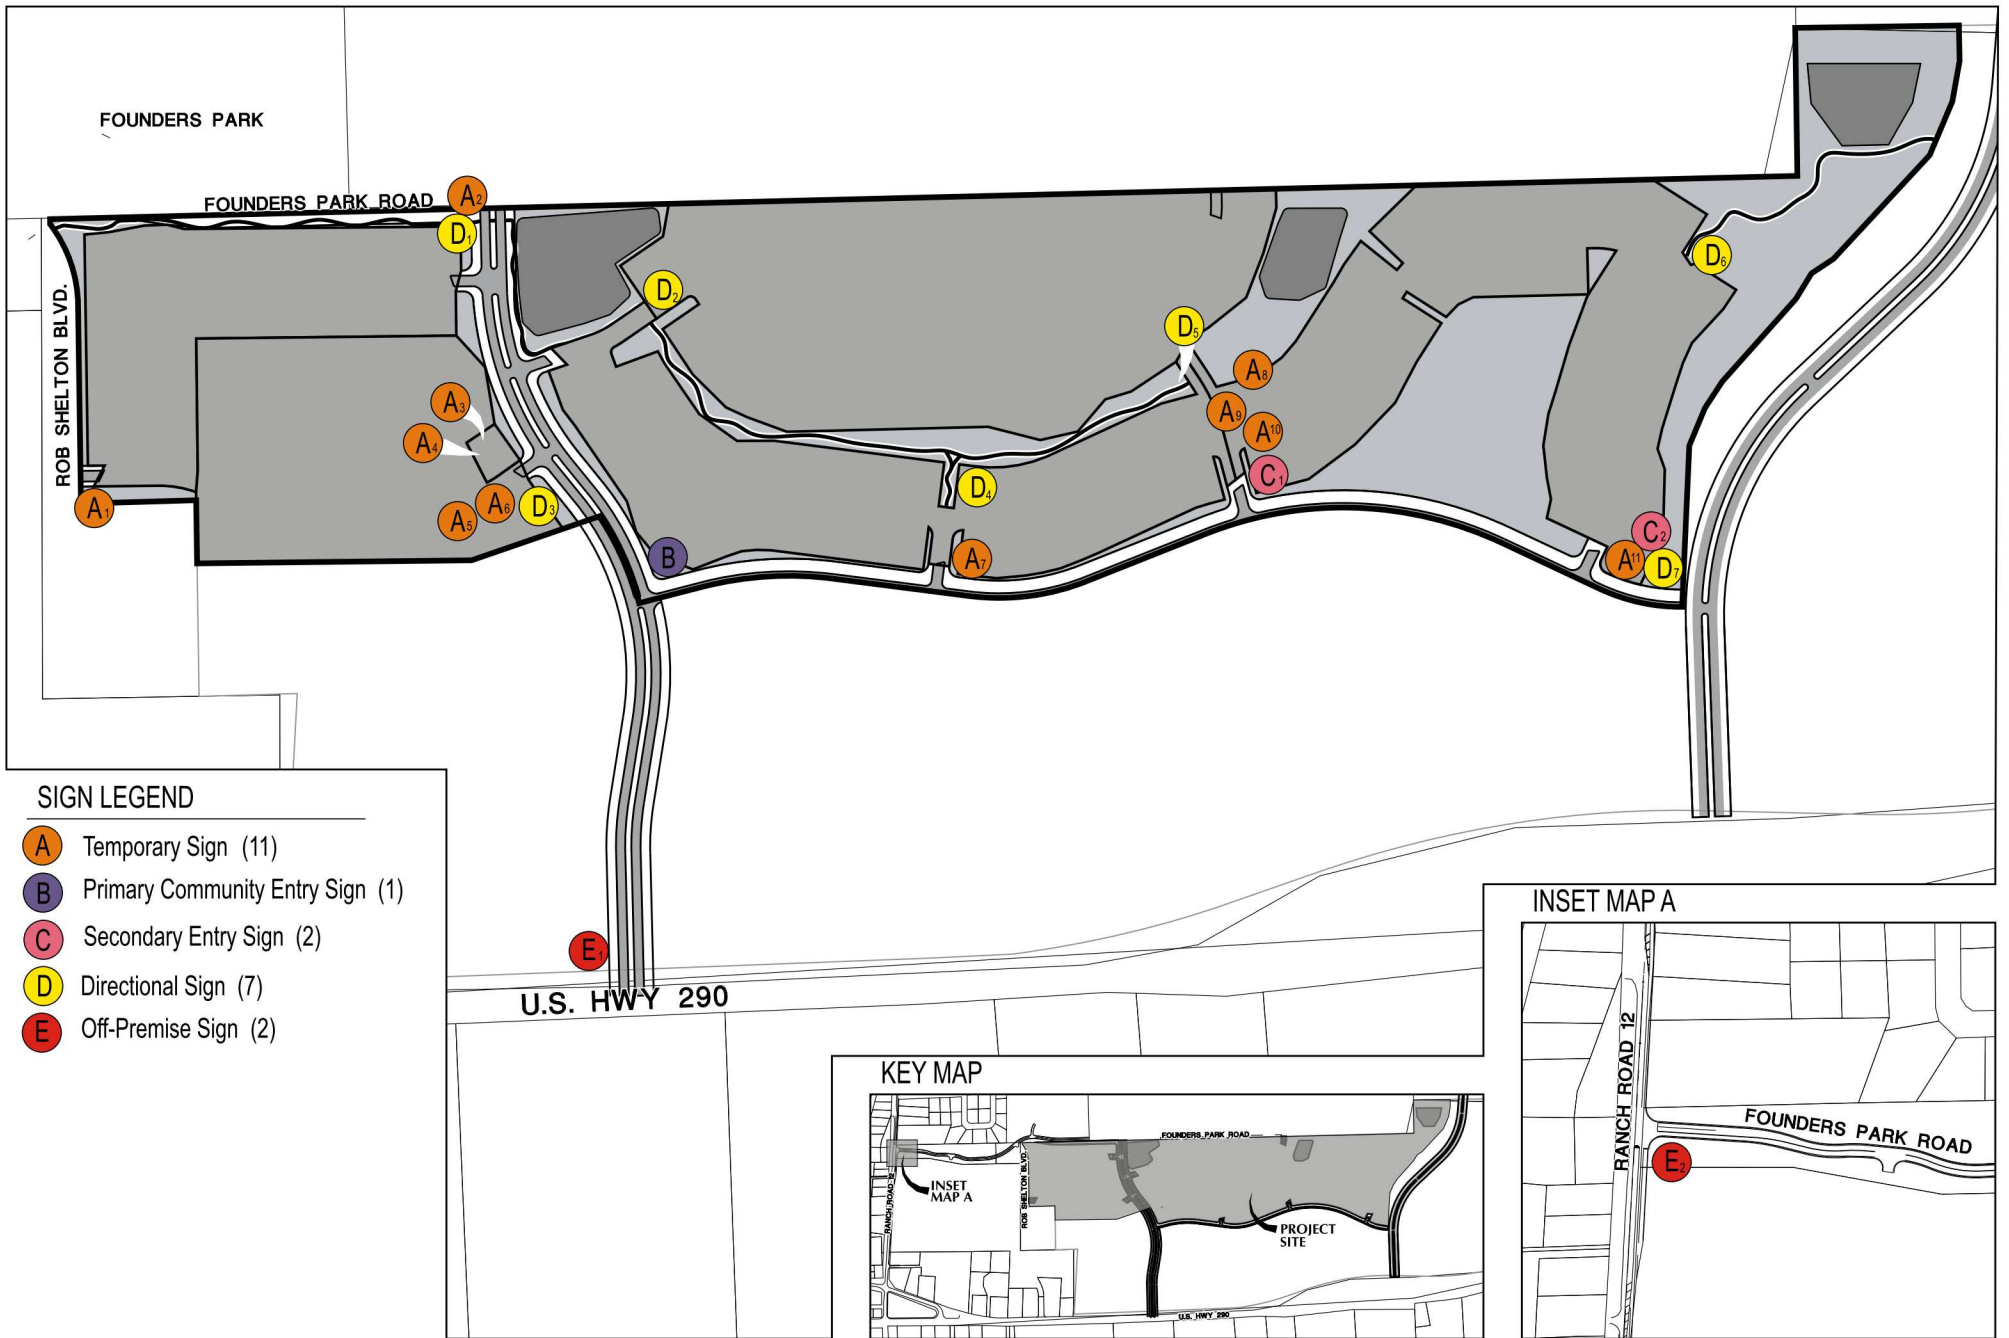 FOUNDERS PARK
FOUNDERS PARK ROAD
A2
D1
D2
D6
D5
ROB SHELTON BLVD.
A8
A3
A9
A4
A10
C1
D4
A1
A6
D3
A5
C2
B
A7
A11
D7
SIGN LEGEND
A Temporary Sign (11)
B Primary Community Entry Sign (1)
C Secondary Entry Sign (2)
D Directional Sign (7)
E Off-Premise Sign (2)
E1
U.S. HWY 290
INSET MAP A
RANCH ROAD 12
FOUNDERS PARK ROAD
E2
KEY MAP
FOUNDERS PARK ROAD
INSET
MAP A
RANCH ROAD 12
ROB SHELTON BLVD.
PROJECT
SITE
U.S. HWY 290